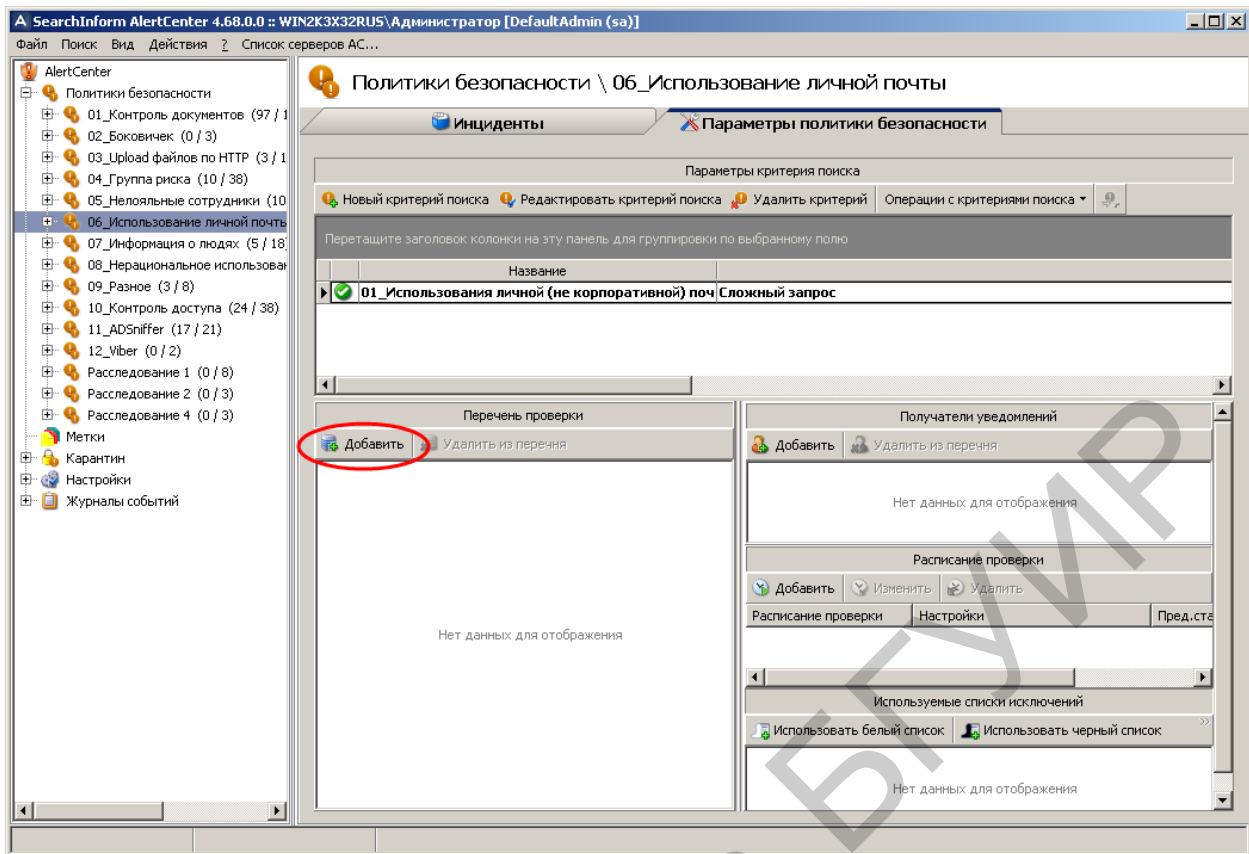 SearchInform AlertCenter 4.68.0.0 :: WIN2K3X32RUS\Администратор [DefaultAdmin (sa)]
Файл Поиск Вид Действия ? Список серверов АС...
AlertCenter
Политики безопасности
01_Контроль документов (97 / 1
02_Боковичек (0 / 3)
03_Upload файлов по HTTP (3 / 1
04_Группа риска (10 / 38)
05_Нелояльные сотрудники (10
06_Использование личной почты
07_Информация о людях (5 / 18)
08_Нерациональное использован
09_Разное (3 / 8)
10_Контроль доступа (24 / 38)
11_ADSniffer (17 / 21)
12_Viber (0 / 2)
Расследование 1 (0 / 8)
Расследование 2 (0 / 3)
Расследование 4 (0 / 3)
Метки
Карантин
Настройки
Журналы событий
Политики безопасности \ 06_Использование личной почты
Инциденты
Параметры политики безопасности
Параметры критерия поиска
Новый критерий поиска Редактировать критерий поиска Удалить критерий Операции с критериями поиска
Перетащите заголовок колонки на эту панель для группировки по выбранному полю
Название
01_Использования личной (не корпоративной) поч Сложный запрос
Перечень проверки
Добавить Удалить из перечня
Нет данных для отображения
Получатели уведомлений
Добавить Удалить из перечня
Нет данных для отображения
Расписание проверки
Добавить Изменить Удалить
Расписание проверки Настройки Пред.ста
Используемые списки исключений
Использовать белый список Использовать черный список
Нет данных для отображения
БГУИР